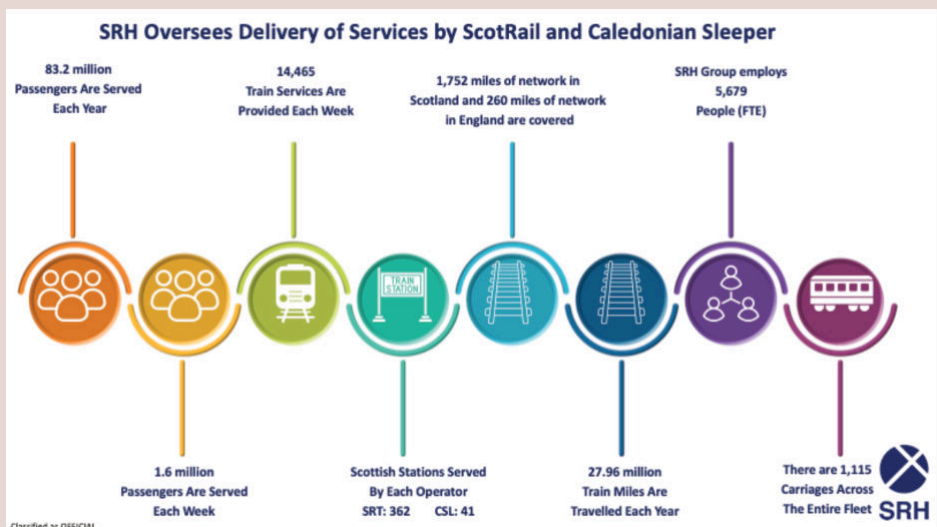 SRH Oversees Delivery of Services by ScotRail and Caledonian Sleeper
83.2 million
Passengers Are Served
Each Year
14,465
Train Services Are
Provided Each Week
1,752 miles of network in
Scotland and 260 miles of network
in England are covered
SRH Group employs
5,679
People (FTE)
TRAIN
STATION
1.6 million
Passengers Are Served
Each Week
Scottish Stations Served
By Each Operator
SRT: 362 CSL: 41
27.96 million
Train Miles Are
Travelled Each Year
There are 1,115
Carriages Across
The Entire Fleet
SRH
Classified as OFFICIAL